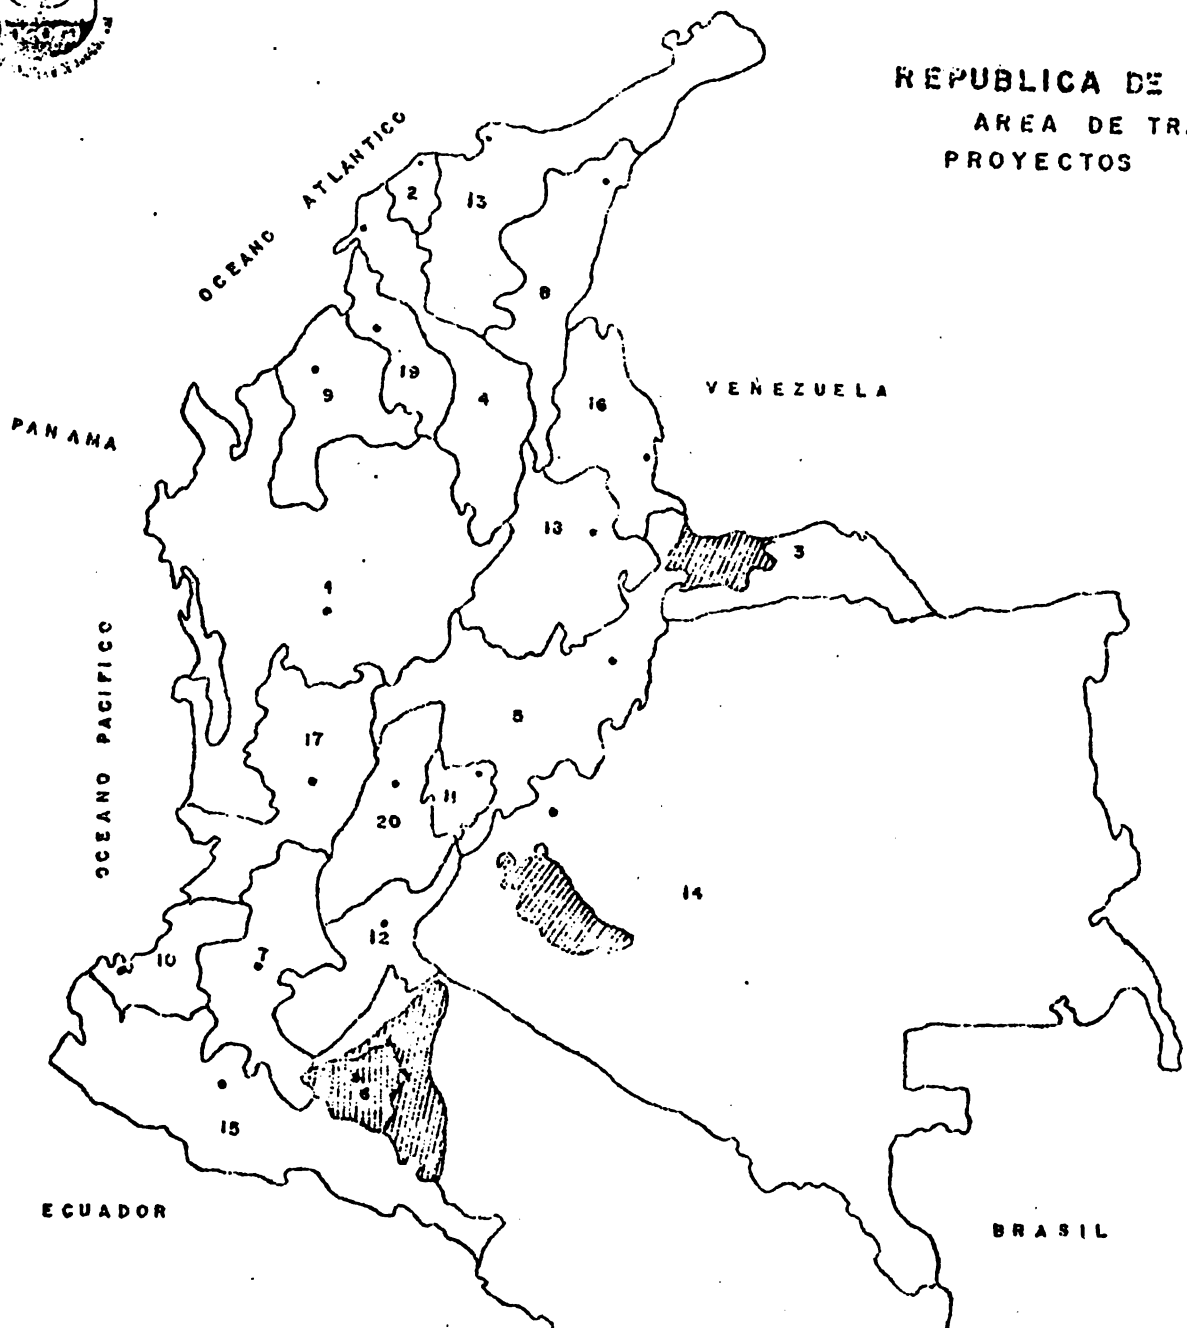 REPUBLICA DE
AREA DE TR
PROYECTOS
OCEANO ATLANTICO
2
13
8
19
9
4
16
VENEZUELA
PANAMA
13
3
4
OCEANO PACIFICO
5
17
11
20
14
12
10
7
6
15
ECUADOR
BRASIL